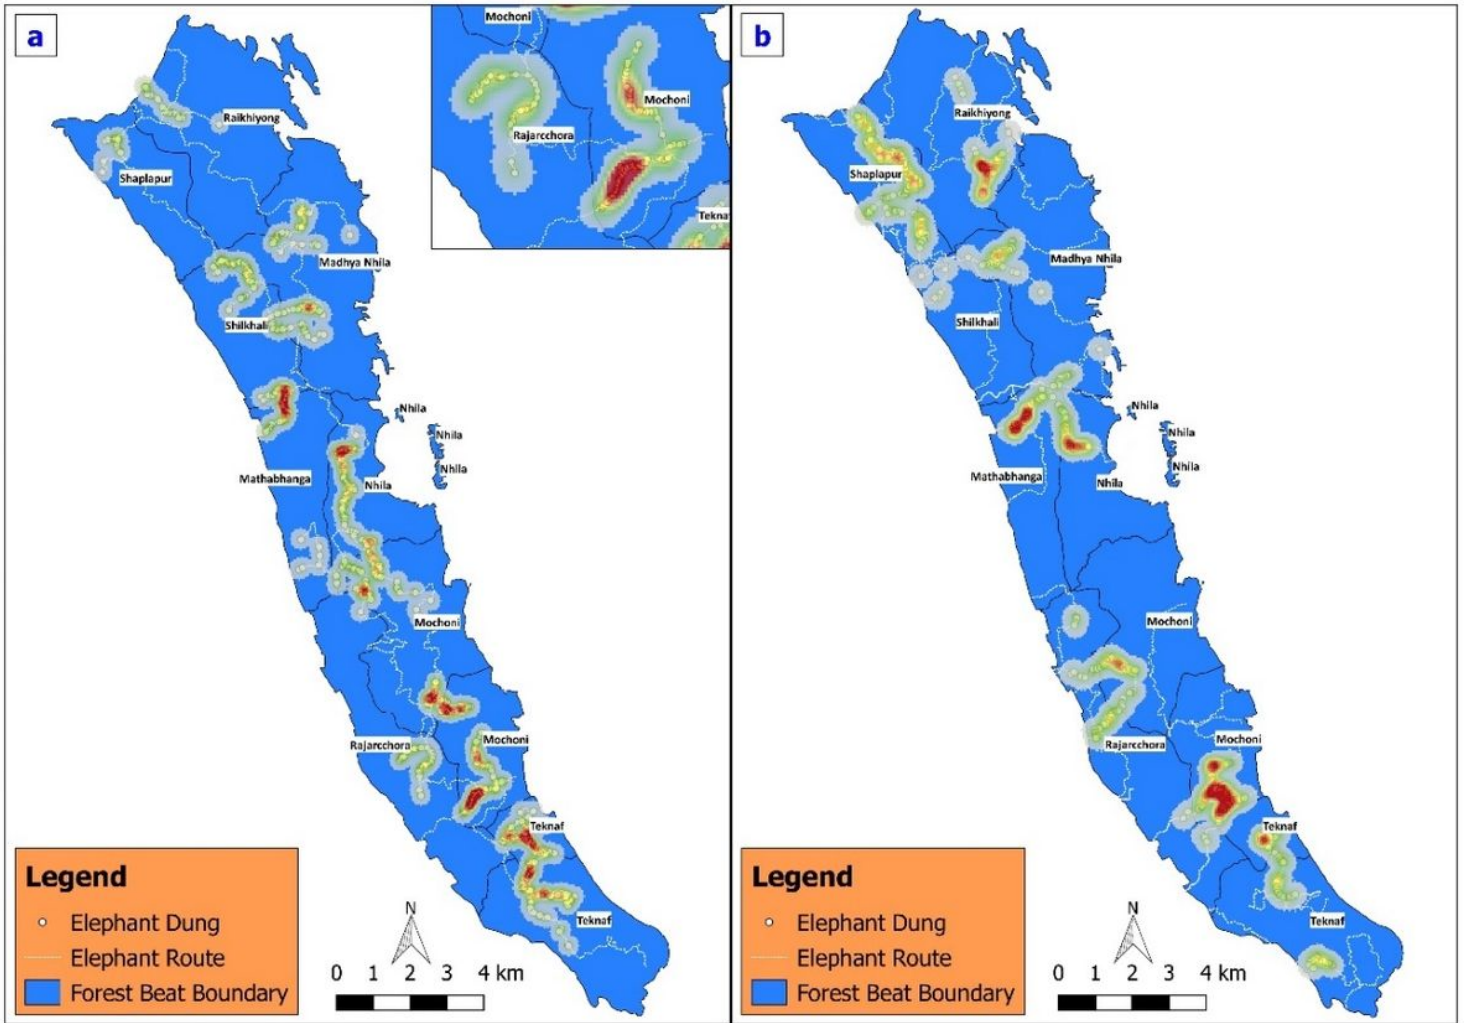 a
Mochoni
Mochoni
Rajarcchora
Tekna
Raikhiyong
Shaplapur
Madhya Nhila
Shilkhali
Nhila
Nhila
Nhila
Mathabhanga
Nhila
Mochoni
Rajarcchora
Mochoni
Teknaf
Teknaf
Legend
Elephant Dung
Elephant Route
Forest Beat Boundary
N
0 1 2 3 4 km
b
Raikhiyong
Shaplapur
Madhya Nhila
Shilkhali
Nhila
Nhila
Nhila
Mathabhanga
Nhila
Mochoni
Rajarcchora
Mochoni
Teknaf
Teknaf
Legend
Elephant Dung
Elephant Route
Forest Beat Boundary
N
0 1 2 3 4 km